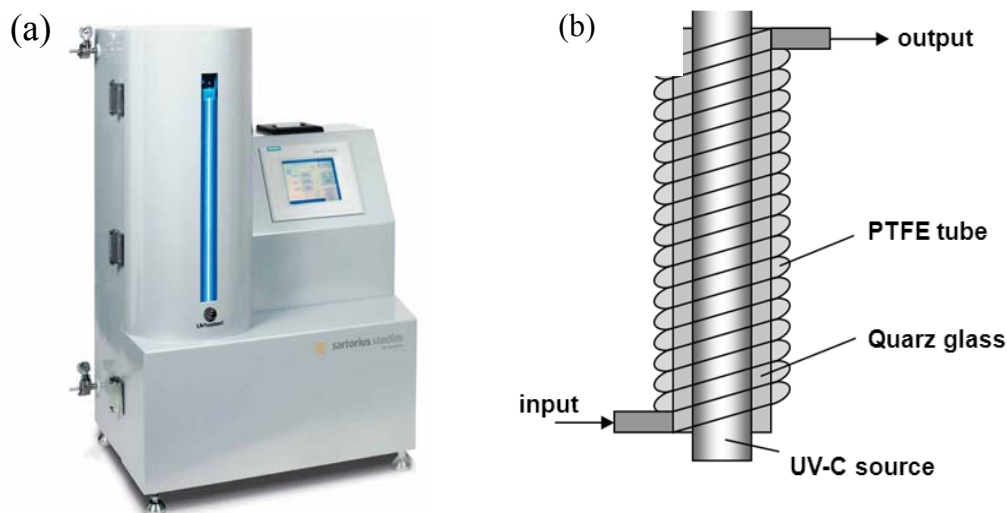 (a)
sartorius stedim
(b)
output
PTFE tube
Quarz glass
input
UV-C source